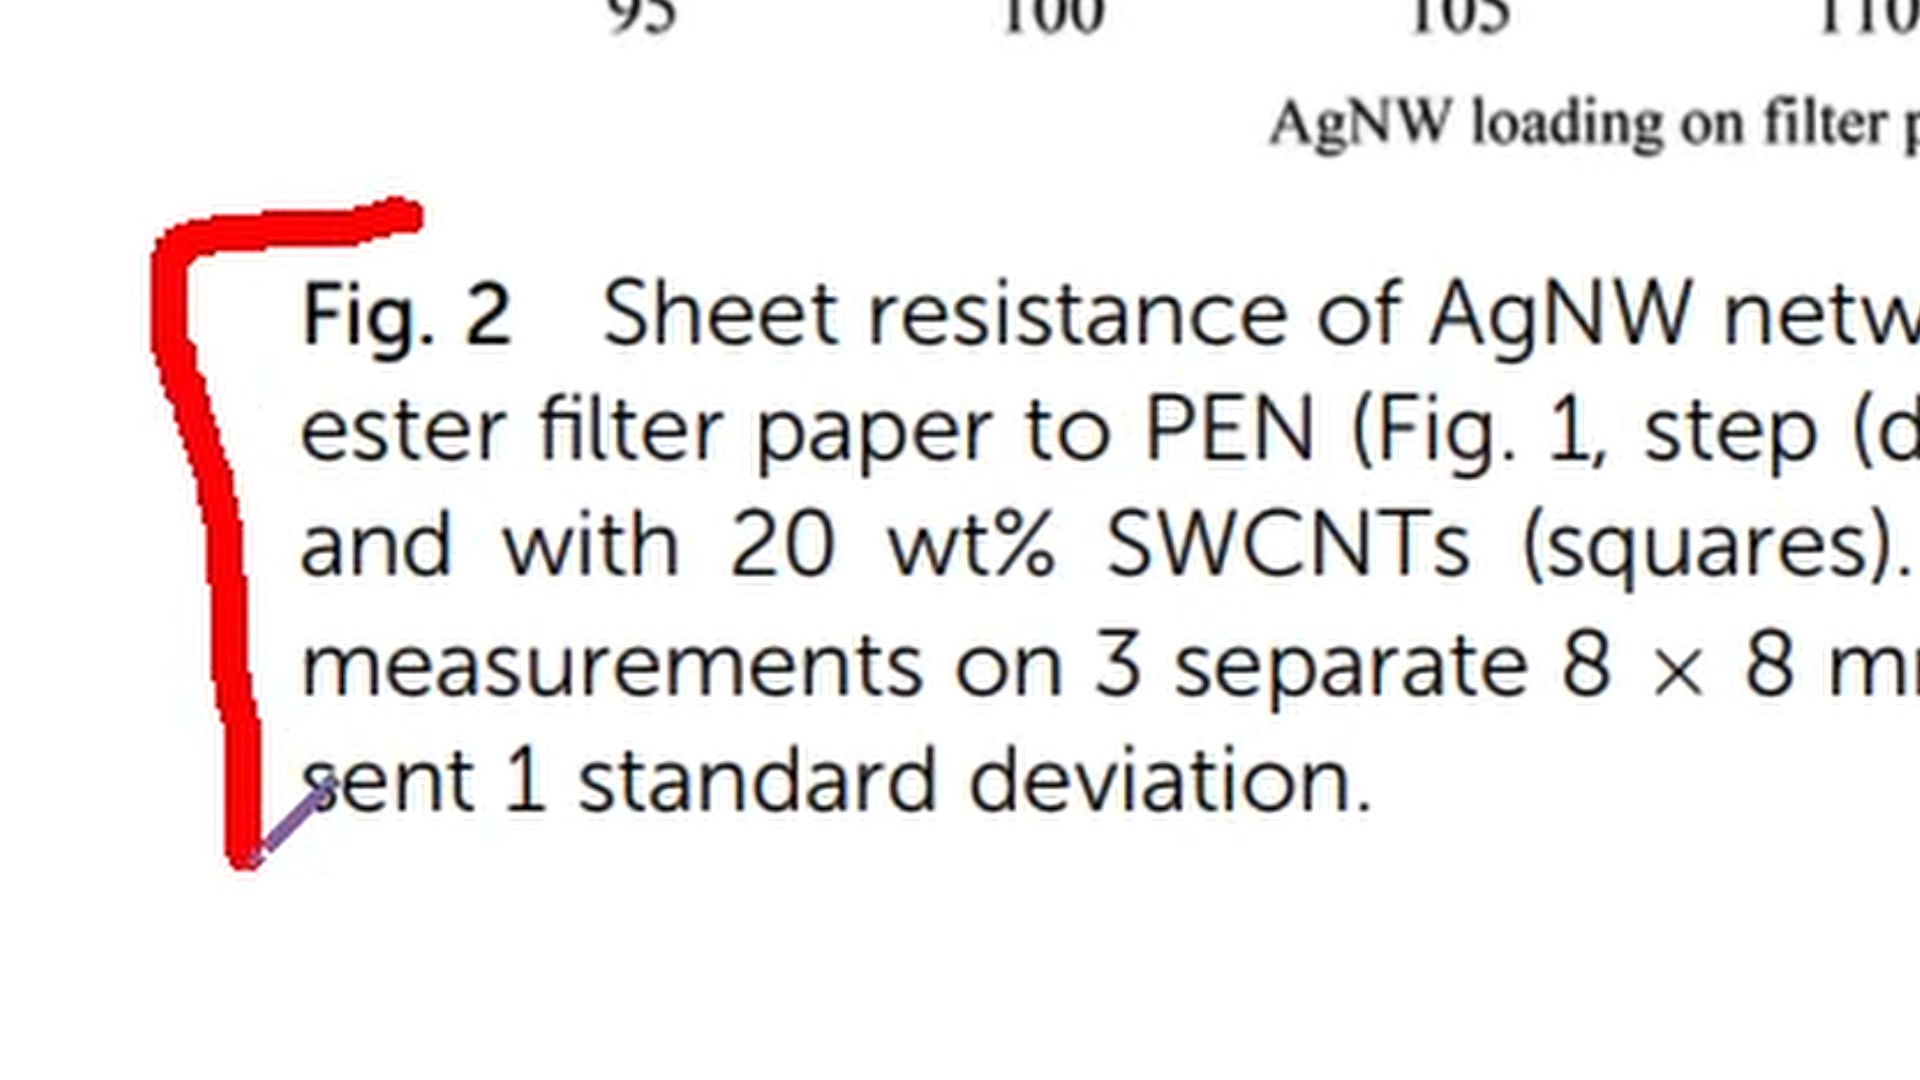 95 100 105 110
AgNW loading on filter
Fig. 2 Sheet resistance of AgNW netw
ester filter paper to PEN (Fig. 1, step (d
and with 20 wt% SWCNTs (squares).
measurements on 3 separate 8 × 8 m
sent 1 standard deviation.